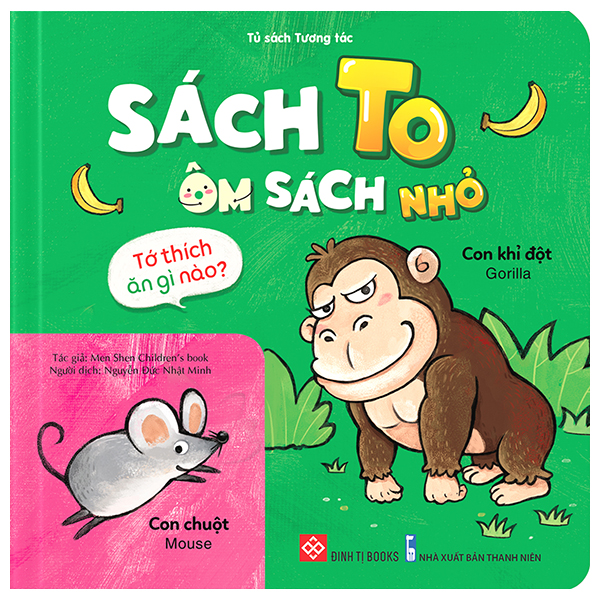 Tủ sách Tương tác
SÁCH TO
ÔM SÁCH NHỎ
Tớ thích
ăn gì nào?
Con khỉ đột
Gorilla
Tác giả: Men Shen Children's book
Người dịch: Nguyễn Đức Nhật Minh
Con chuột
Mouse
ĐINH TỊ BOOKS
NHÀ XUẤT BẢN THANH NIÊN